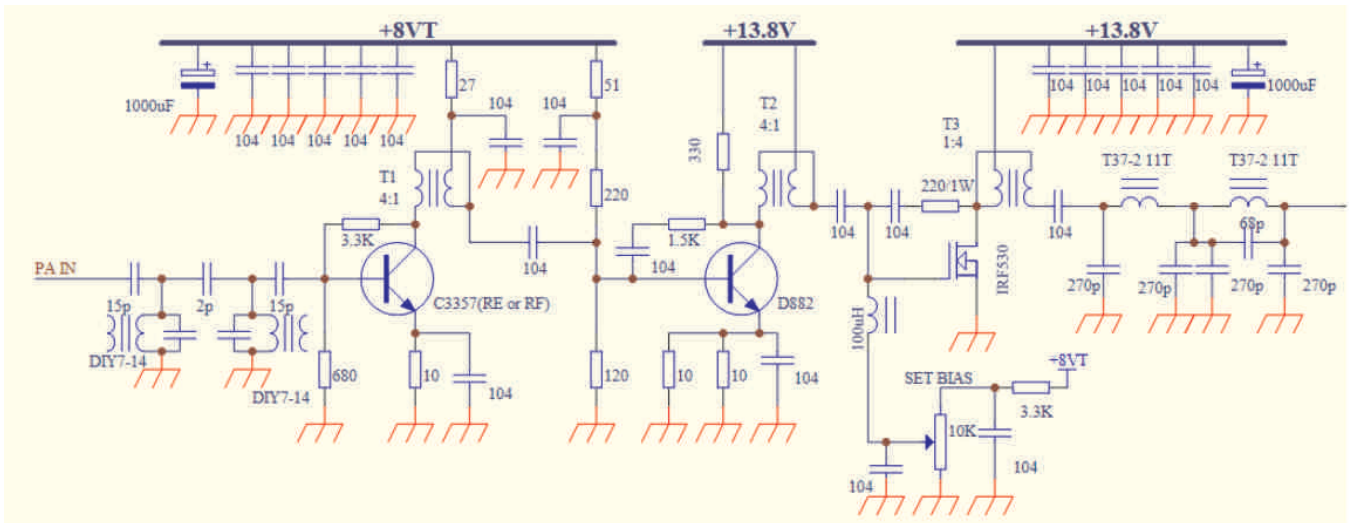 +8VT
+13.8V
+13.8V
1000uF
104
104
104
104
104
27
104
104
51
T1
4:1
220
3.3K
104
PA IN
15p
2p
15p
DIY7-14
DIY7-14
680
C3357(RE or RF)
10
104
120
330
T2
4:1
1.5K
104
D882
10
10
104
104
104
220/1W
T3
1:4
104
104
104
104
104
1000uF
IRF530
104
T37-2 11T
T37-2 11T
68p
270p
270p
270p
270p
100uH
SET BIAS
+8VT
3.3K
10K
104
104